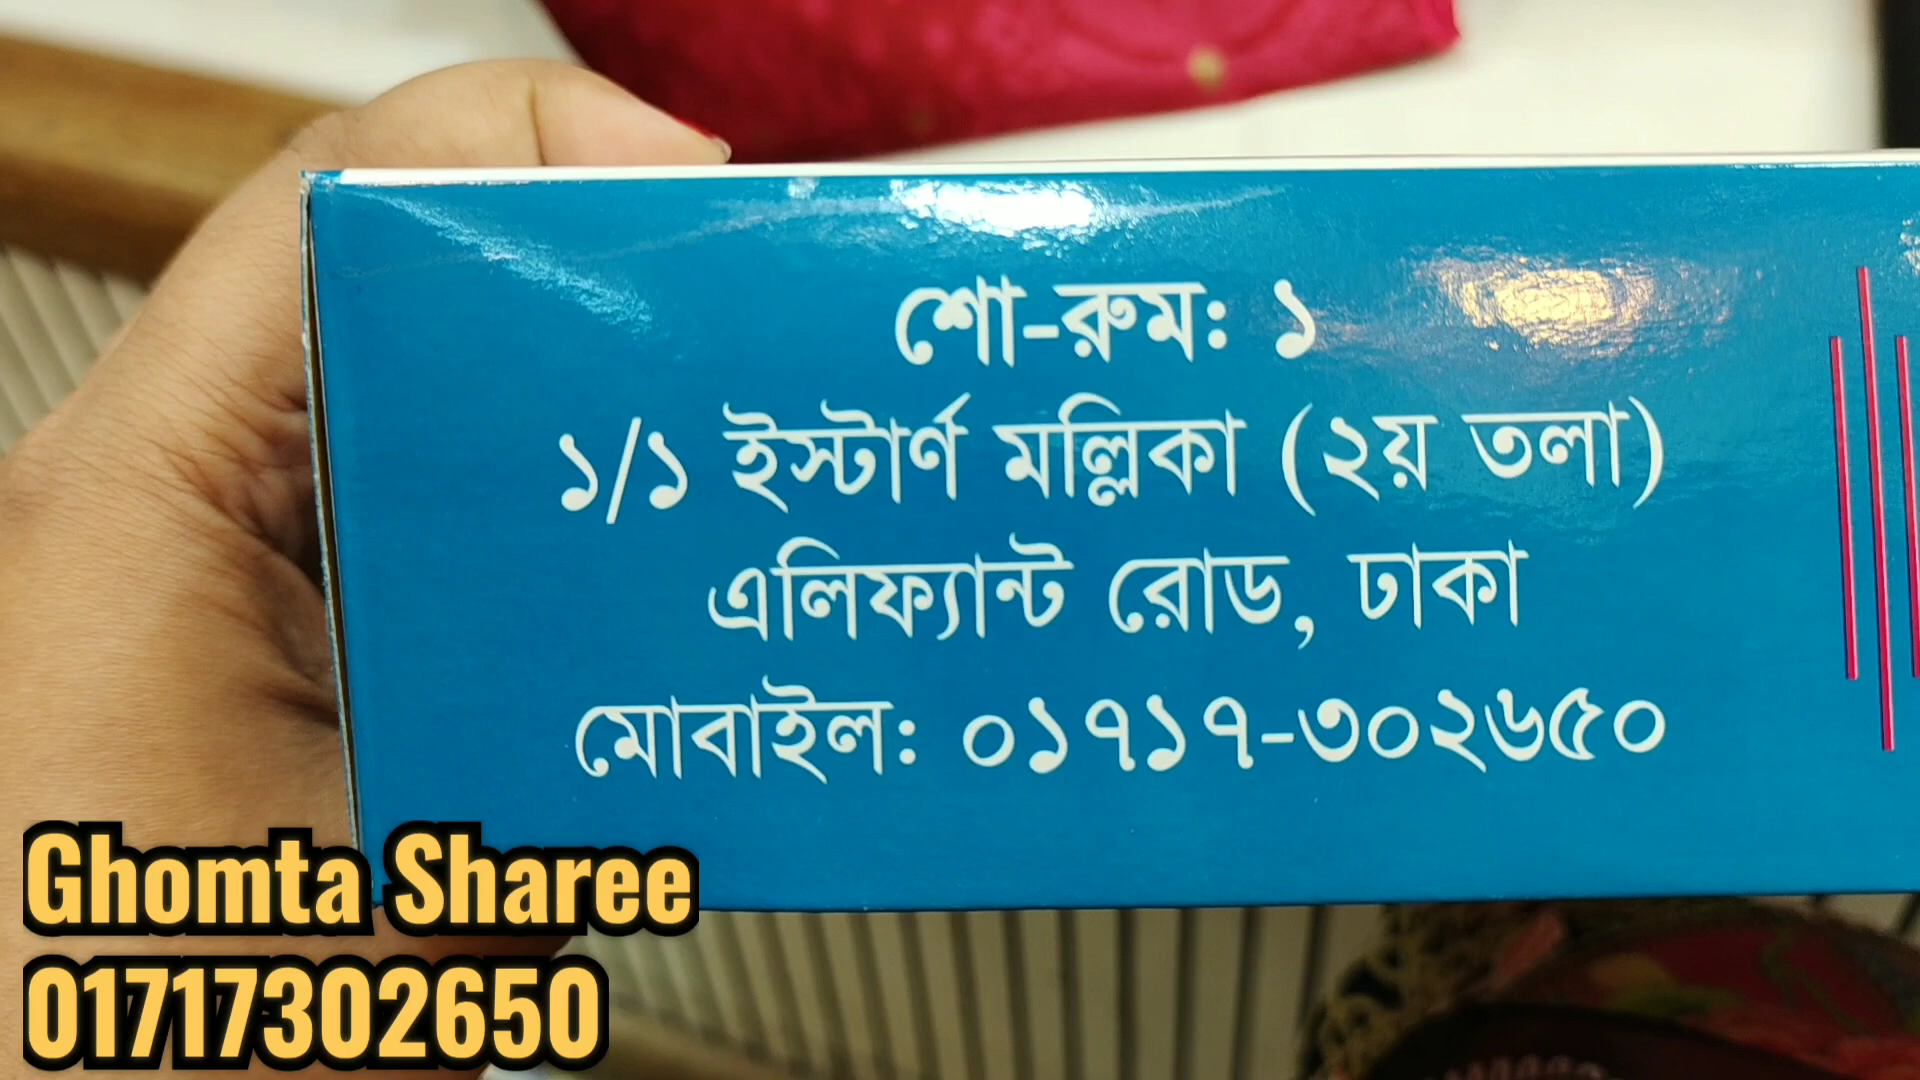 শো-রুম: ১
১/১ ইস্টার্ণ মল্লিকা (২য় তলা)
এলিফ্যান্ট রোড, ঢাকা
মোবাইল: ০১৭১৭-৩০২৬৫০
Ghomta Sharee
01717302650